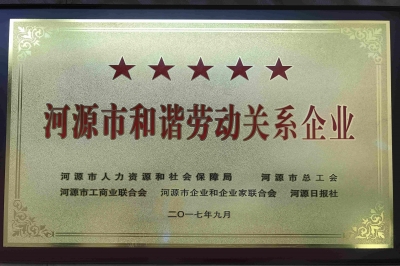 河源市和谐劳动关系企业
河源市人力资源和社会保障局 河源市总工会
河源市工商业联合会 河源市企业和企业家联合会 河源日报社
二〇一七年九月